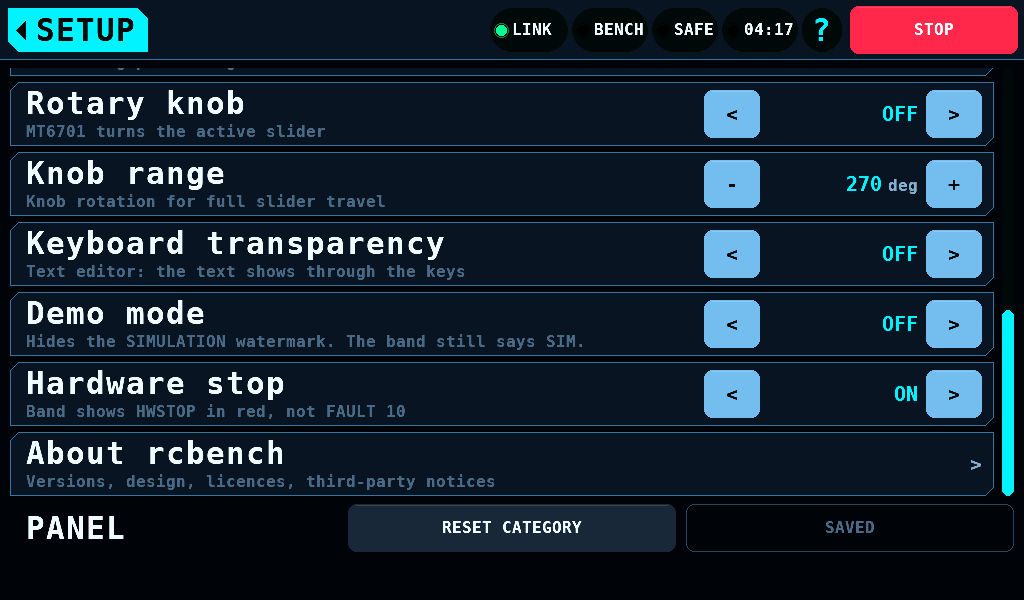 SETUP
LINK
BENCH
SAFE
04:17
?
STOP
Rotary knob
MT6701 turns the active slider
<
OFF
>
Knob range
Knob rotation for full slider travel
-
270 deg
+
Keyboard transparency
Text editor: the text shows through the keys
<
OFF
>
Demo mode
Hides the SIMULATION watermark. The band still says SIM.
<
OFF
>
Hardware stop
Band shows HWSTOP in red, not FAULT 10
<
ON
>
About rcbench
Versions, design, licences, third-party notices
>
PANEL
RESET CATEGORY
SAVED